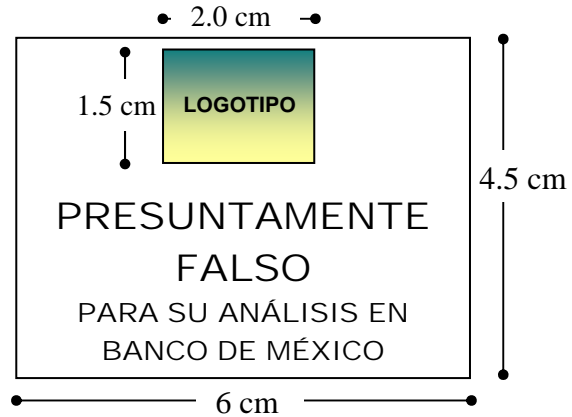 2.0 cm
1.5 cm
LOGOTIPO
4.5 cm
PRESUNTAMENTE
FALSO
PARA SU ANÁLISIS EN
BANCO DE MÉXICO
6 cm